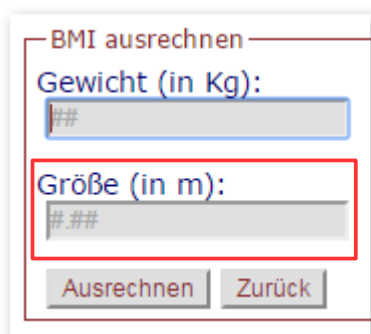 BMI ausrechnen
Gewicht (in Kg):
##
Größe (in m):
#.##
Ausrechnen Zurück